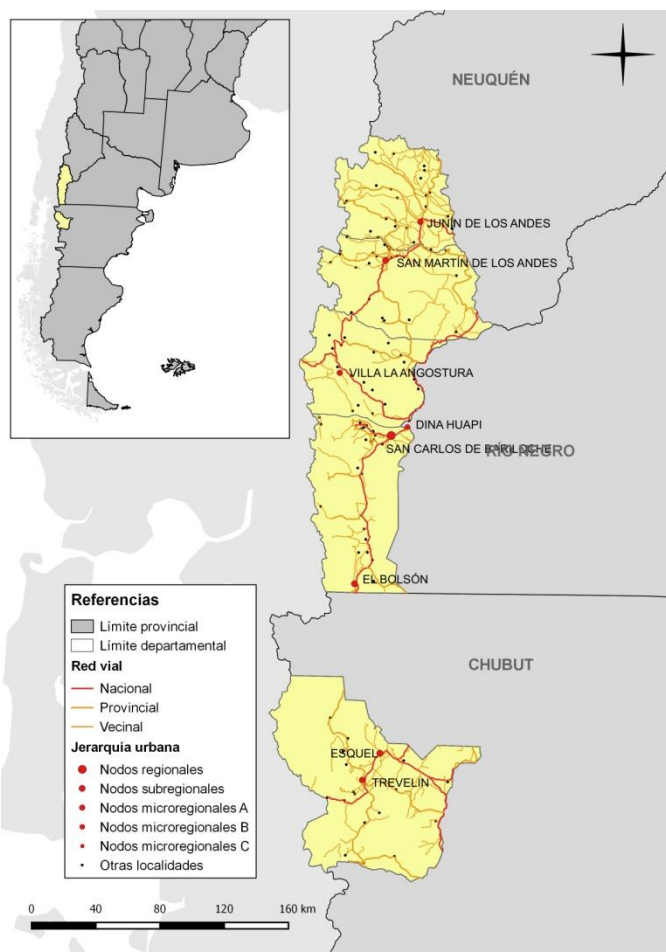 NEUQUÉN
JUNÍN DE LOS ANDES
SAN MARTÍN DE LOS ANDES
VILLA LA ANGOSTURA
DINA HUAPI
SAN CARLOS DE BARILOCHE
RÍO NEGRO
EL BOLSÓN
CHUBUT
ESQUEL
TREVELÍN
Referencias
Límite provincial
Límite departamental
Red vial
Nacional
Provincial
Vecinal
Jerarquía urbana
Nodos regionales
Nodos subregionales
Nodos microregionales A
Nodos microregionales B
Nodos microregionales C
Otras localidades
0 40 80 120 160 km